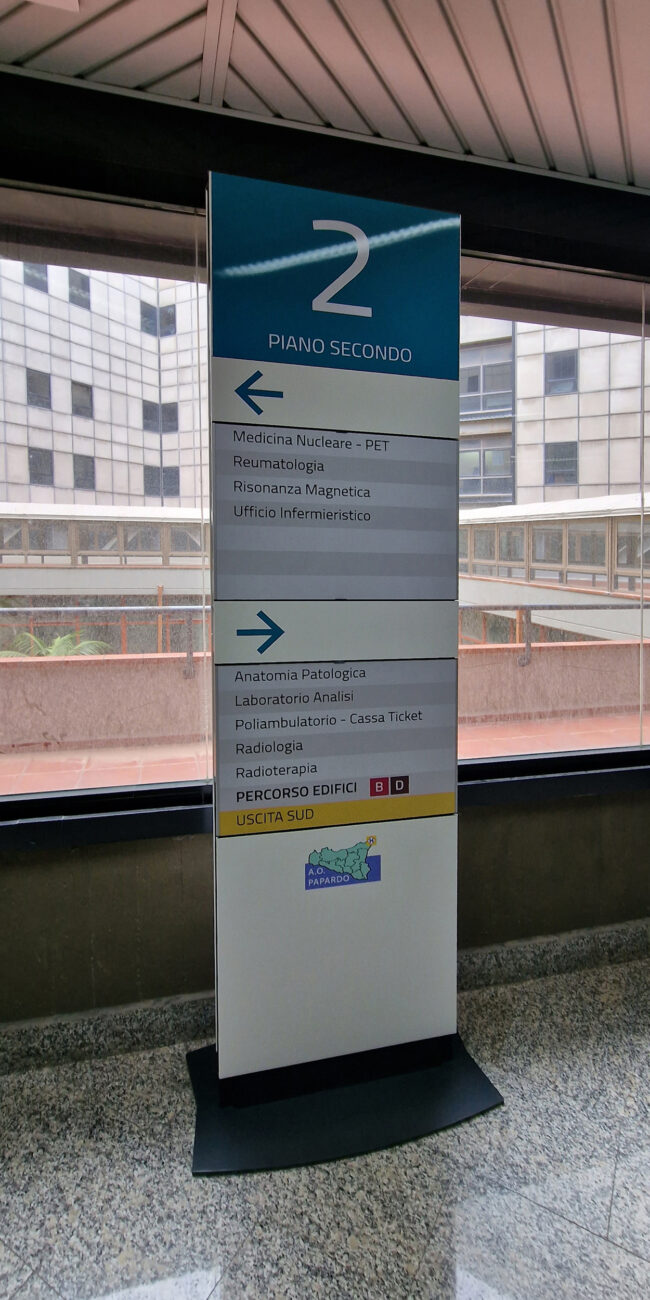 2
PIANO SECONDO
←
Medicina Nucleare - PET
Reumatologia
Risonanza Magnetica
Ufficio Infermieristico
→
Anatomia Patologica
Laboratorio Analisi
Poliambulatorio - Cassa Ticket
Radiologia
Radioterapia
PERCORSO EDIFICI B D
USCITA SUD
A.O.
PAPARDO